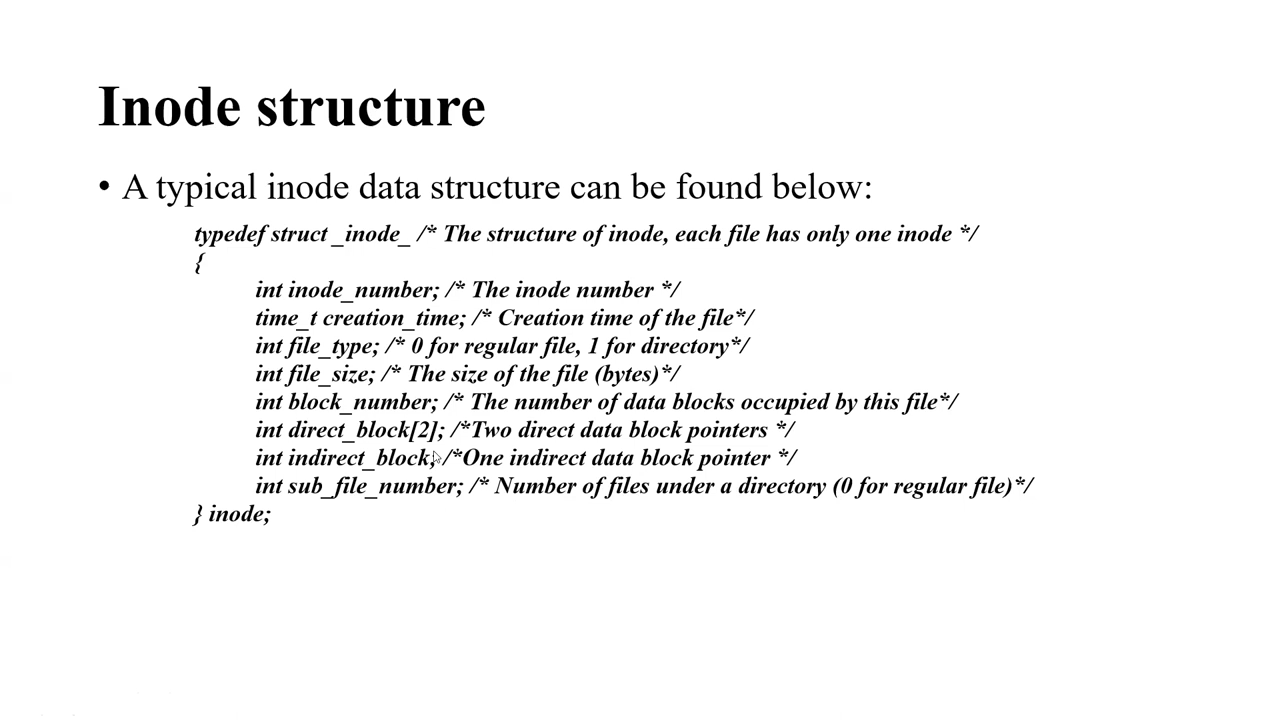 Inode structure
• A typical inode data structure can be found below:
typedef struct _inode_ /* The structure of inode, each file has only one inode */
{
int inode_number; /* The inode number */
time_t creation_time; /* Creation time of the file*/
int file_type; /* 0 for regular file, 1 for directory*/
int file_size; /* The size of the file (bytes)*/
int block_number; /* The number of data blocks occupied by this file*/
int direct_block[2]; /*Two direct data block pointers */
int indirect_block; /*One indirect data block pointer */
int sub_file_number; /* Number of files under a directory (0 for regular file)*/
} inode;